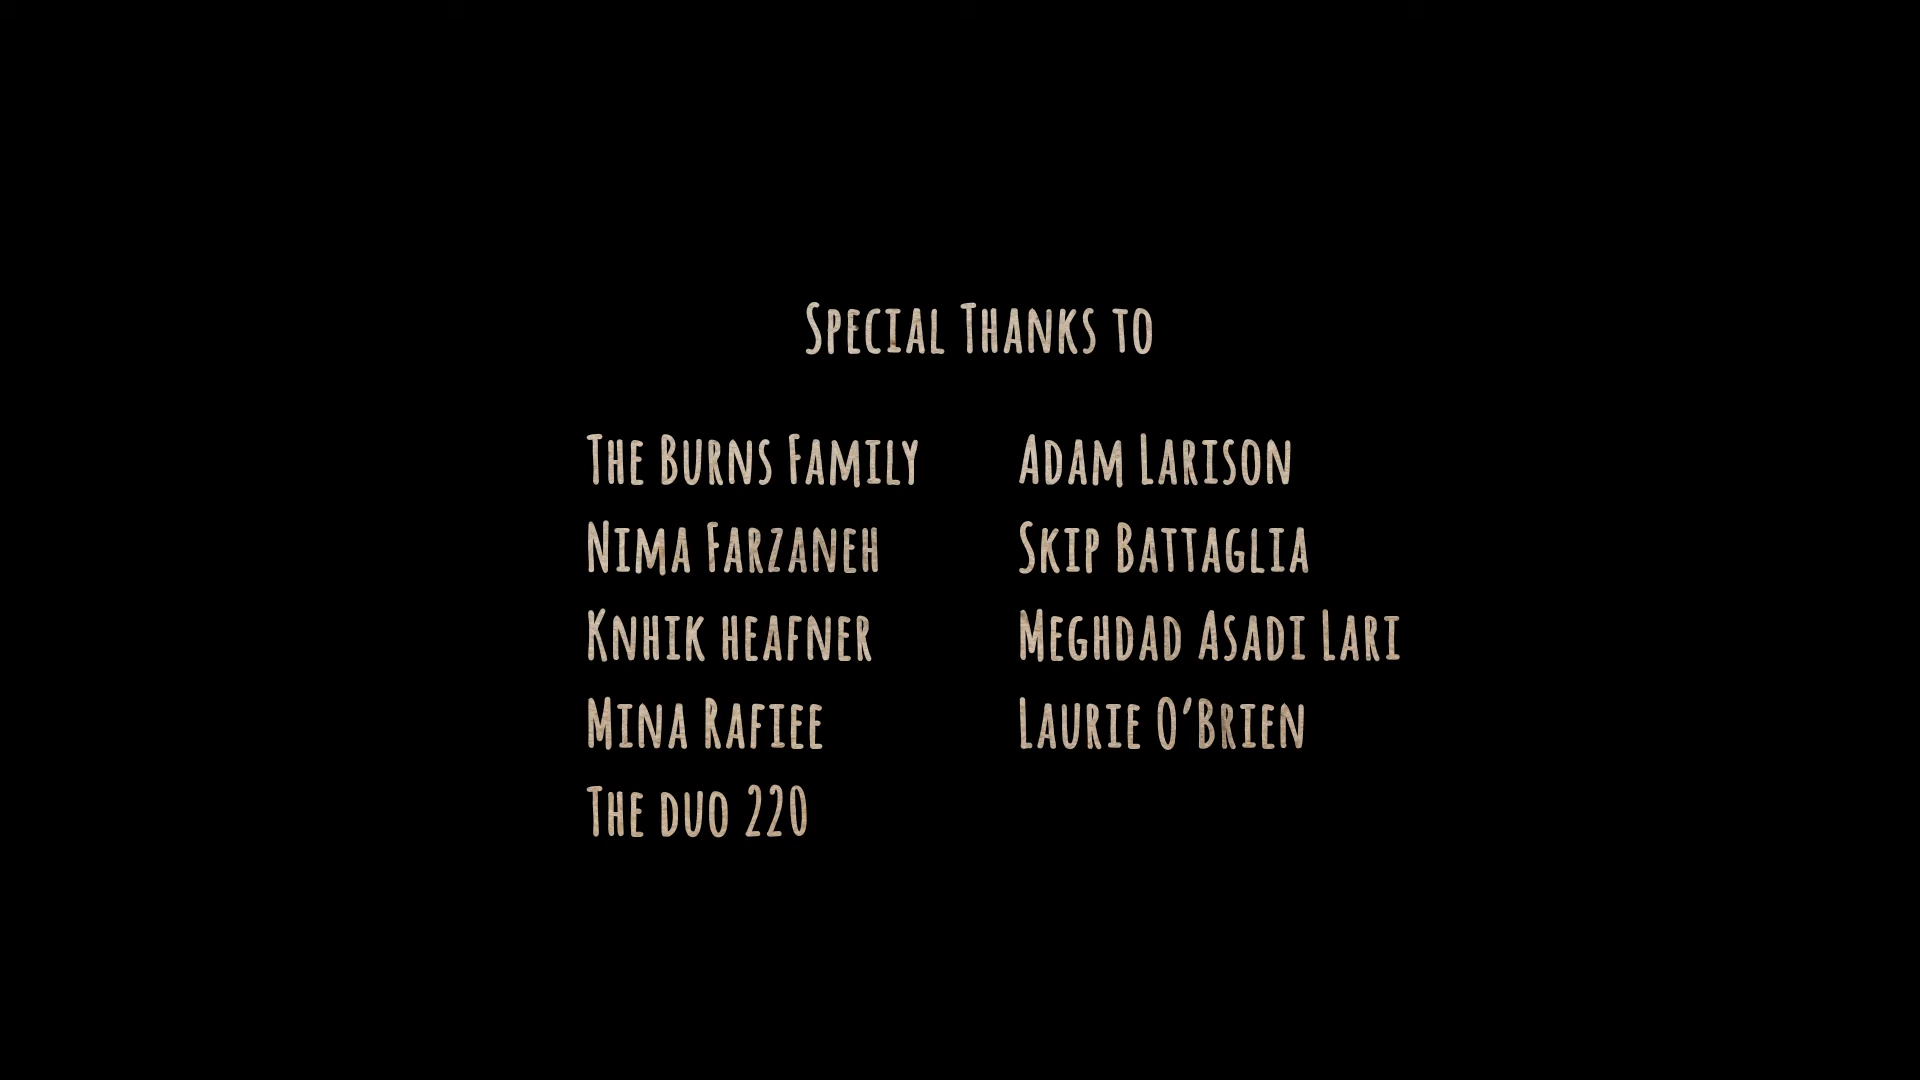 Special Thanks to
The Burns Family
Nima Farzaneh
Knhik heafner
Mina Rafiee
The duo 220
Adam Larison
Skip Battaglia
Meghdad Asadi Lari
Laurie O’Brien